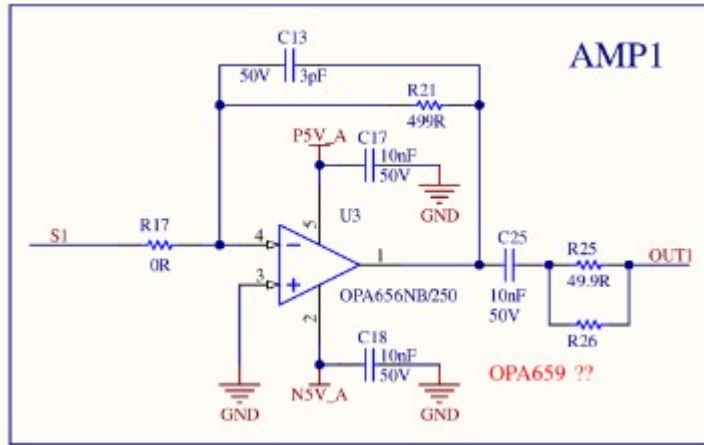 C13
AMP1
50V 3pF
R21
499R
P5V_A
C17
10nF
50V
GND
U3
5
S1
R17
0R
4
3
1
2
OPA656NB/250
C25
10nF
50V
R25
49.9R
OUT1
R26
C18
10nF
50V
GND
N5V_A
GND
OPA659 ??